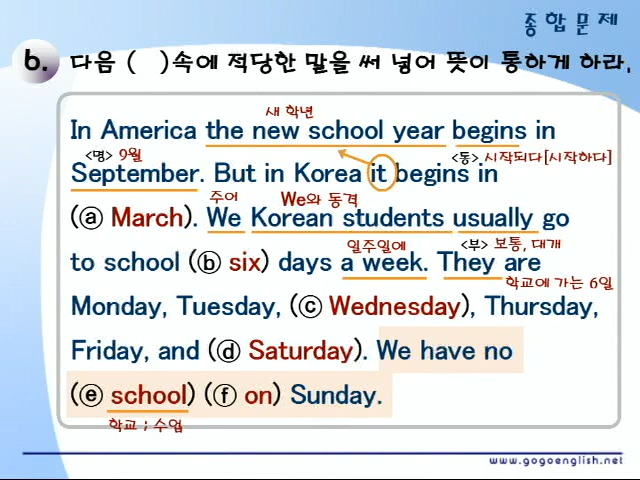 종합문제
b. 다음 (   )속에 적당한 말을 써 넣어 뜻이 통하게 하라.
새 학년
In America the new school year begins in
<명> 9월
<동> 시작되다[시작하다]
September. But in Korea it begins in
주어
We와 동격
(ⓐ March). We Korean students usually go
일주일에
<부> 보통, 대개
to school (ⓑ six) days a week. They are
학교에 가는 6일
Monday, Tuesday, (ⓒ Wednesday), Thursday,
Friday, and (ⓓ Saturday). We have no
(ⓔ school) (ⓕ on) Sunday.
학교 ; 수업
www.gogoenglish.net